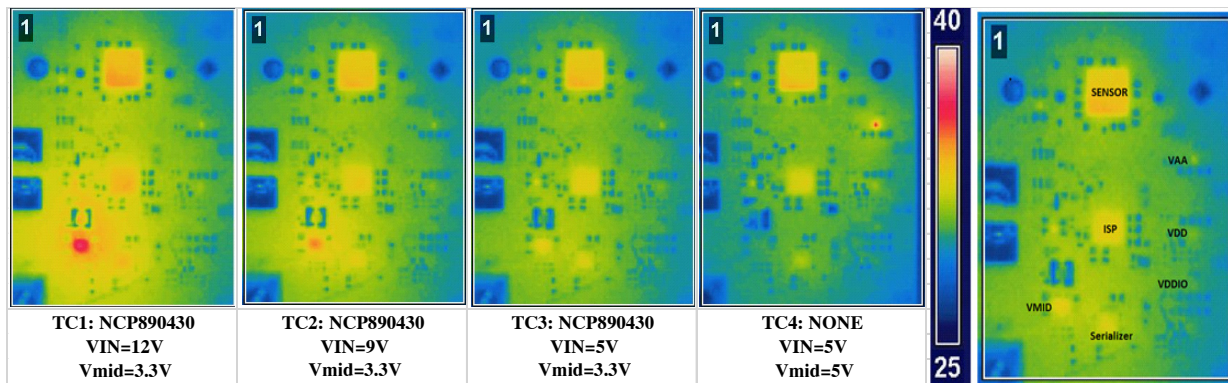 1
1
1
1
40
25
1
SENSOR
VAA
ISP
VDD
VDDIO
VMID
Serializer
TC1: NCP890430
VIN=12V
Vmid=3.3V
TC2: NCP890430
VIN=9V
Vmid=3.3V
TC3: NCP890430
VIN=5V
Vmid=3.3V
TC4: NONE
VIN=5V
Vmid=5V